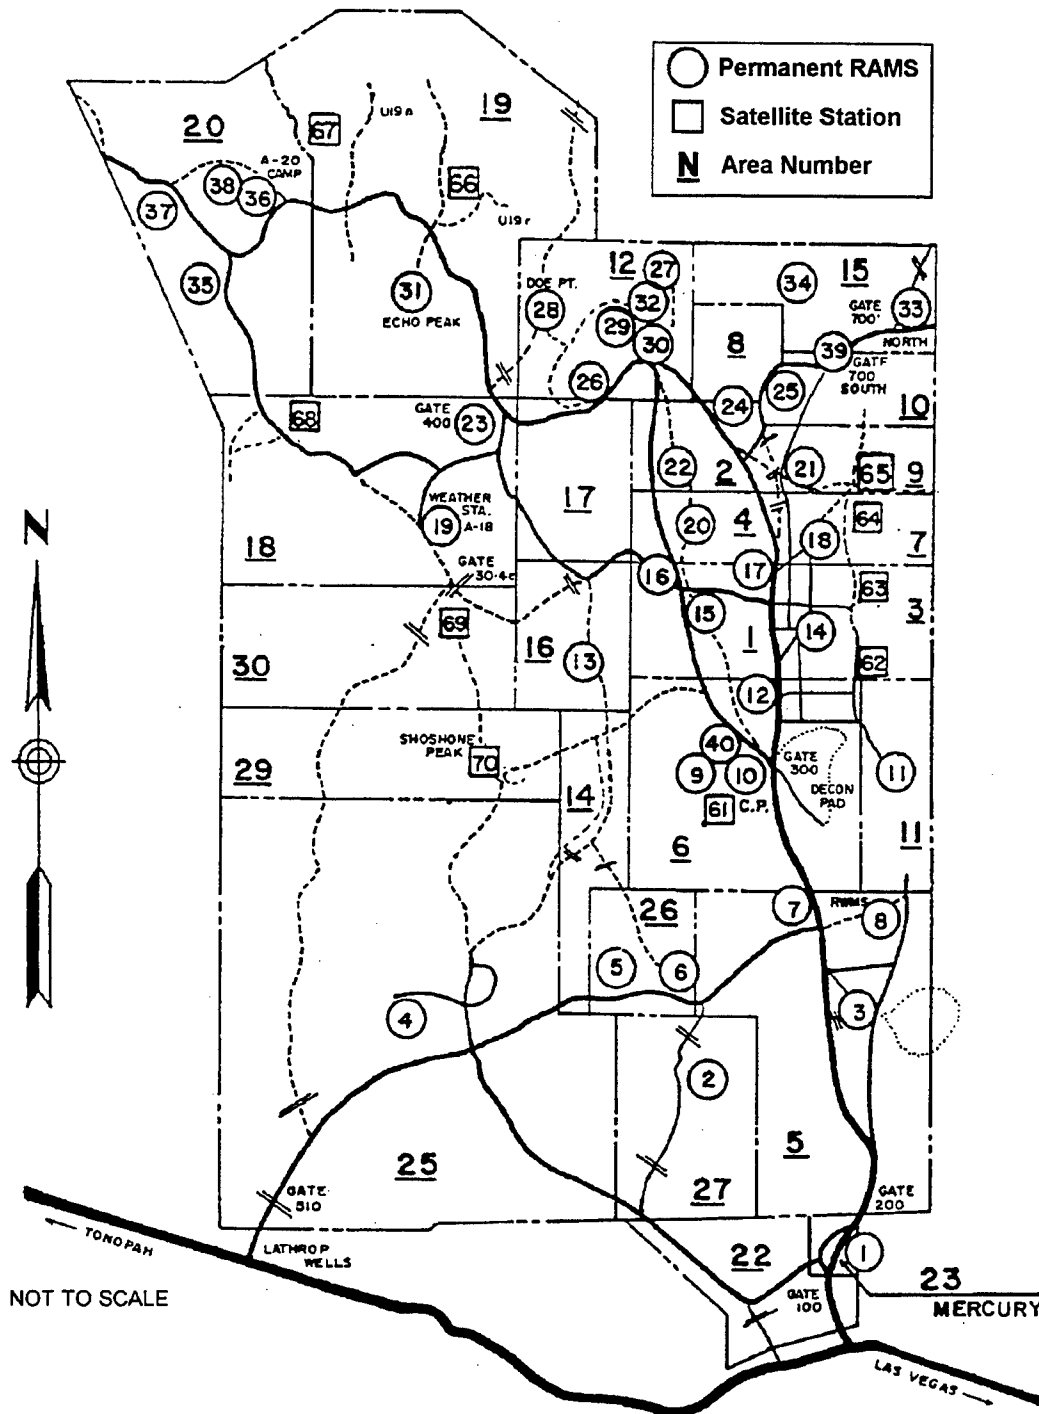 Permanent RAMS
Satellite Station
N Area Number
20
67
U19a
19
A-20
CAMP
38
36
66
37
U19r
35
31
ECHO PEAK
12
27
15
34
DOE PT.
32
28
29
GATE
700
33
30
8
39
NORTH
GATE
700
SOUTH
26
25
24
10
68
GATE
400
23
22
2
21
65
9
17
WEATHER
STA.
A-18
19
20
4
18
64
7
18
GATE
30-4c
16
17
63
3
69
15
14
16
1
30
13
62
12
SHOSHONE
PEAK
70
40
GATE
300
29
9
10
11
14
DECON
PAD
61
C.P.
6
11
26
7
RWMS
8
5
6
4
3
2
5
25
27
GATE
510
GATE
200
TONOPAH
LATHROP
WELLS
22
1
23
MERCURY
GATE
100
NOT TO SCALE
LAS VEGAS
N